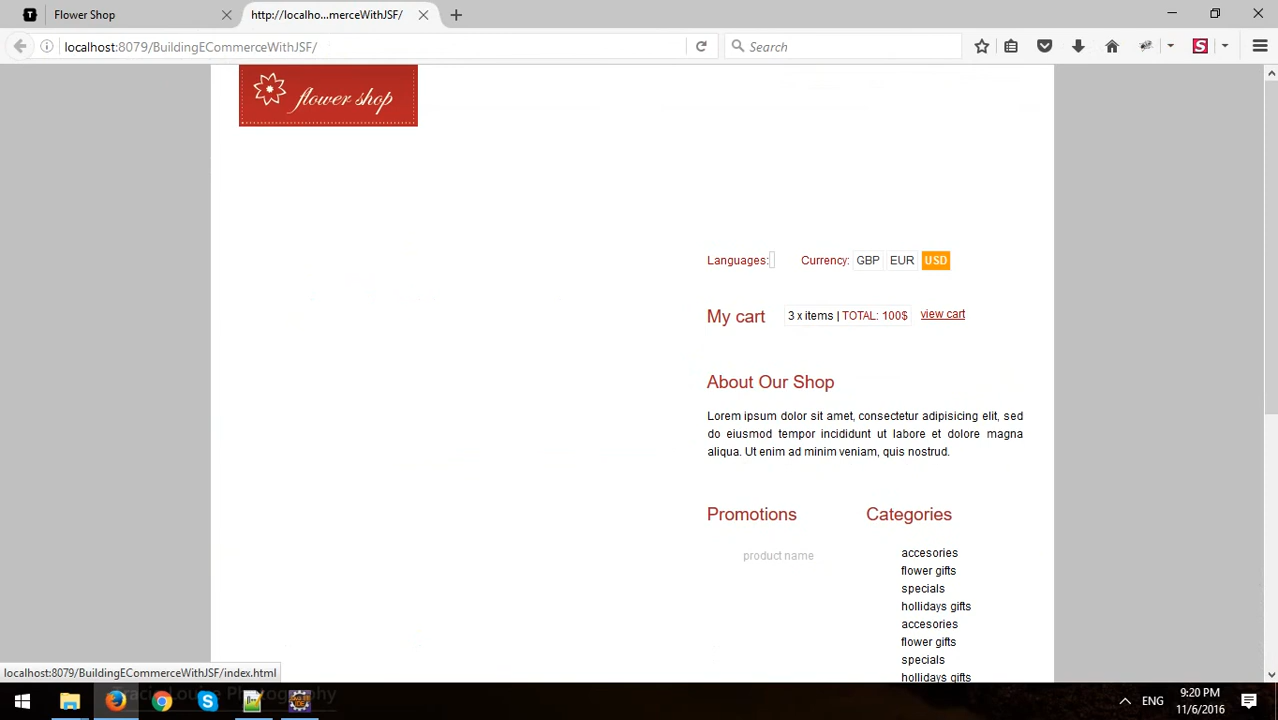 Flower Shop
http://localho...merceWithJSF/
localhost:8079/BuildingECommerceWithJSF/
Search
flower shop
Languages:
Currency: GBP EUR USD
My cart
3 x items | TOTAL: 100$
view cart
About Our Shop
Lorem ipsum dolor sit amet, consectetur adipisicing elit, sed
do eiusmod tempor incididunt ut labore et dolore magna
aliqua. Ut enim ad minim veniam, quis nostrud.
Promotions
product name
Categories
accesories
flower gifts
specials
hollidays gifts
accesories
flower gifts
specials
hollidays gifts
localhost:8079/BuildingECommerceWithJSF/index.html
Photography
ENG
9:20 PM
11/6/2016